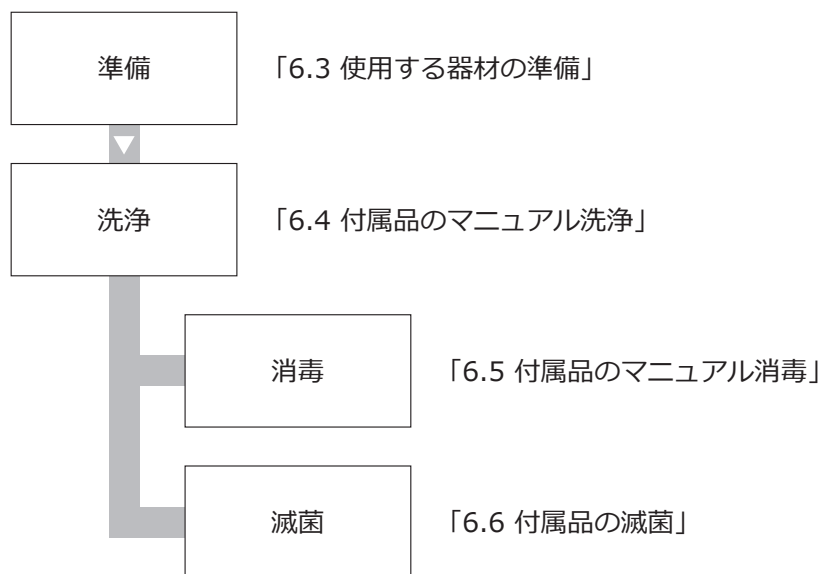 準備 「6.3 使用する器材の準備」
洗浄 「6.4 付属品のマニュアル洗浄」
消毒 「6.5 付属品のマニュアル消毒」
滅菌 「6.6 付属品の滅菌」